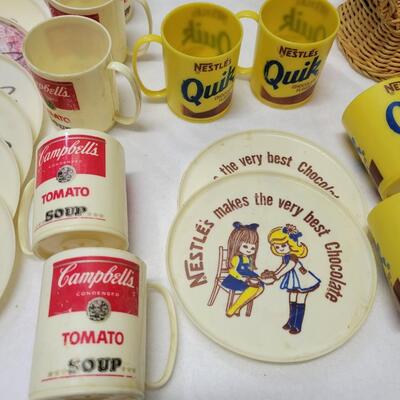 NESTLÉ'S
Quik
NESTLÉ'S
Quik
Campbell's
CONDENSED
TOMATO
SOUP
the very best Chocolate
NESTLÉ'S makes the very best Chocolate
Campbell's
CONDENSED
TOMATO
SOUP